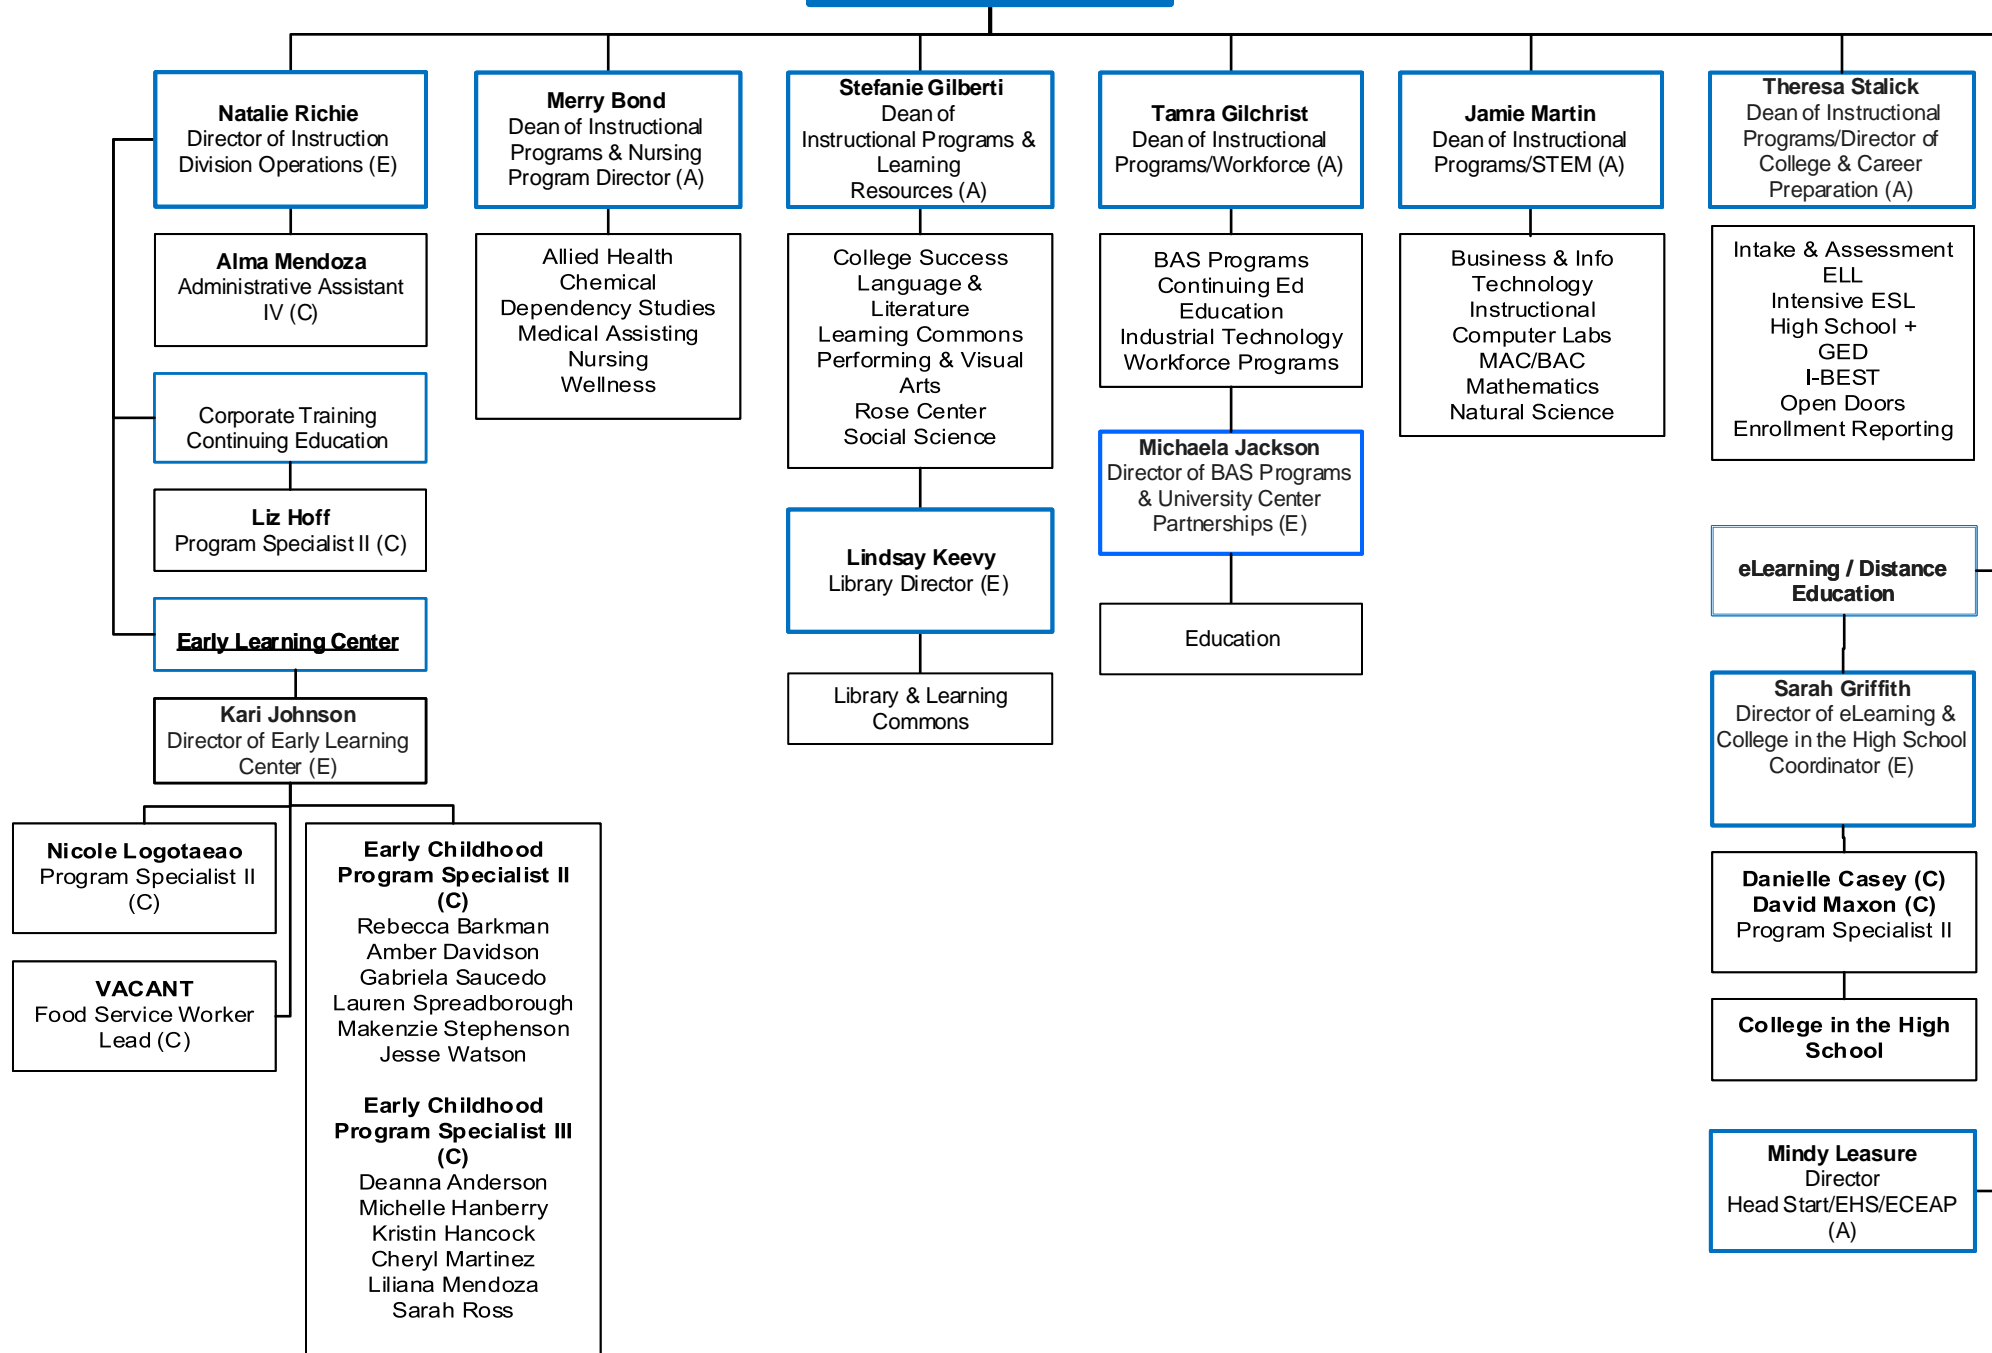 Natalie Richie
Director of Instruction
Division Operations (E)
Alma Mendoza
Administrative Assistant
IV (C)
Corporate Training
Continuing Education
Liz Hoff
Program Specialist II (C)
Early Learning Center
Kari Johnson
Director of Early Learning
Center (E)
Nicole Logotaeao
Program Specialist II
(C)
VACANT
Food Service Worker
Lead (C)
Early Childhood
Program Specialist II
(C)
Rebecca Barkman
Amber Davidson
Gabriela Saucedo
Lauren Spreadborough
Makenzie Stephenson
Jesse Watson
Early Childhood
Program Specialist III
(C)
Deanna Anderson
Michelle Hanberry
Kristin Hancock
Cheryl Martinez
Liliana Mendoza
Sarah Ross
Merry Bond
Dean of Instructional
Programs & Nursing
Program Director (A)
Allied Health
Chemical
Dependency Studies
Medical Assisting
Nursing
Wellness
Stefanie Gilberti
Dean of
Instructional Programs &
Learning
Resources (A)
College Success
Language &
Literature
Learning Commons
Performing & Visual
Arts
Rose Center
Social Science
Lindsay Keevy
Library Director (E)
Library & Learning
Commons
Tamra Gilchrist
Dean of Instructional
Programs/Workforce (A)
BAS Programs
Continuing Ed
Education
Industrial Technology
Workforce Programs
Michaela Jackson
Director of BAS Programs
& University Center
Partnerships (E)
Education
Jamie Martin
Dean of Instructional
Programs/STEM (A)
Business & Info
Technology
Instructional
Computer Labs
MAC/BAC
Mathematics
Natural Science
Theresa Stalick
Dean of Instructional
Programs/Director of
College & Career
Preparation (A)
Intake & Assessment
ELL
Intensive ESL
High School +
GED
I-BEST
Open Doors
Enrollment Reporting
eLearning / Distance
Education
Sarah Griffith
Director of eLearning &
College in the High School
Coordinator (E)
Danielle Casey (C)
David Maxon (C)
Program Specialist II
College in the High
School
Mindy Leasure
Director
Head Start/EHS/ECEAP
(A)